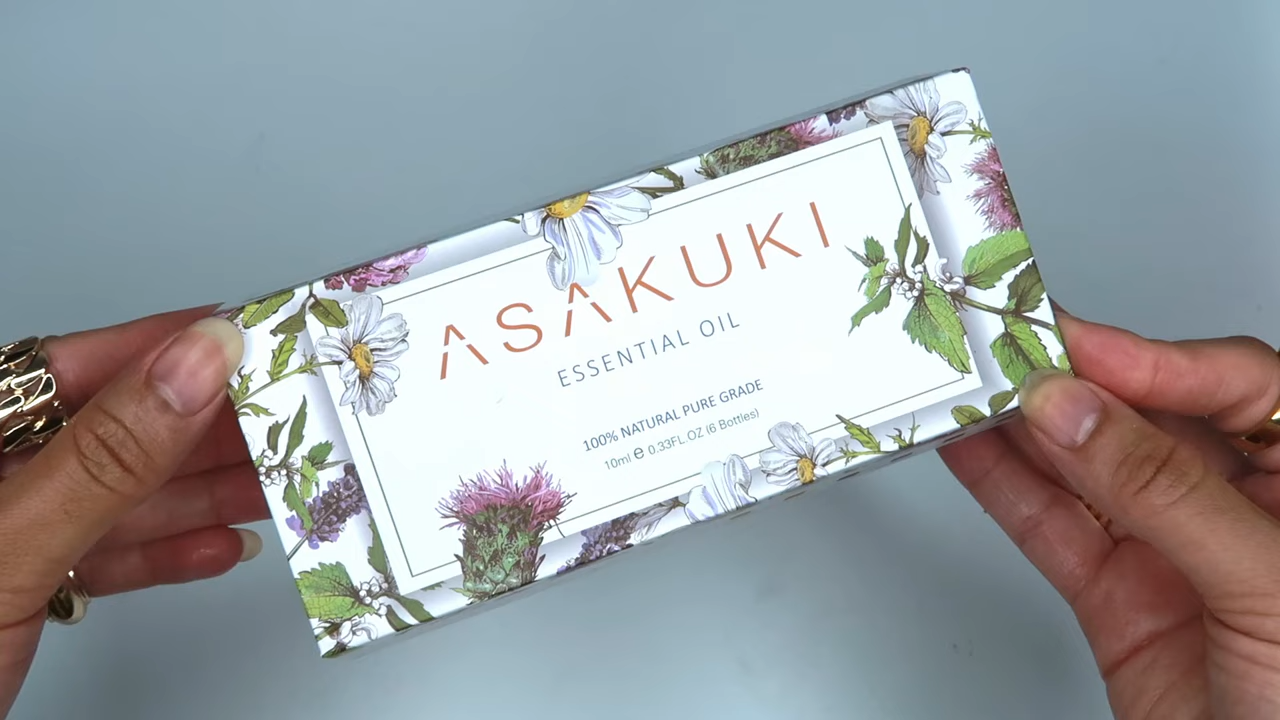 ASAKUKI
ESSENTIAL OIL
100% NATURAL PURE GRADE
10ml ℮ 0.33FL.OZ (6 Bottles)